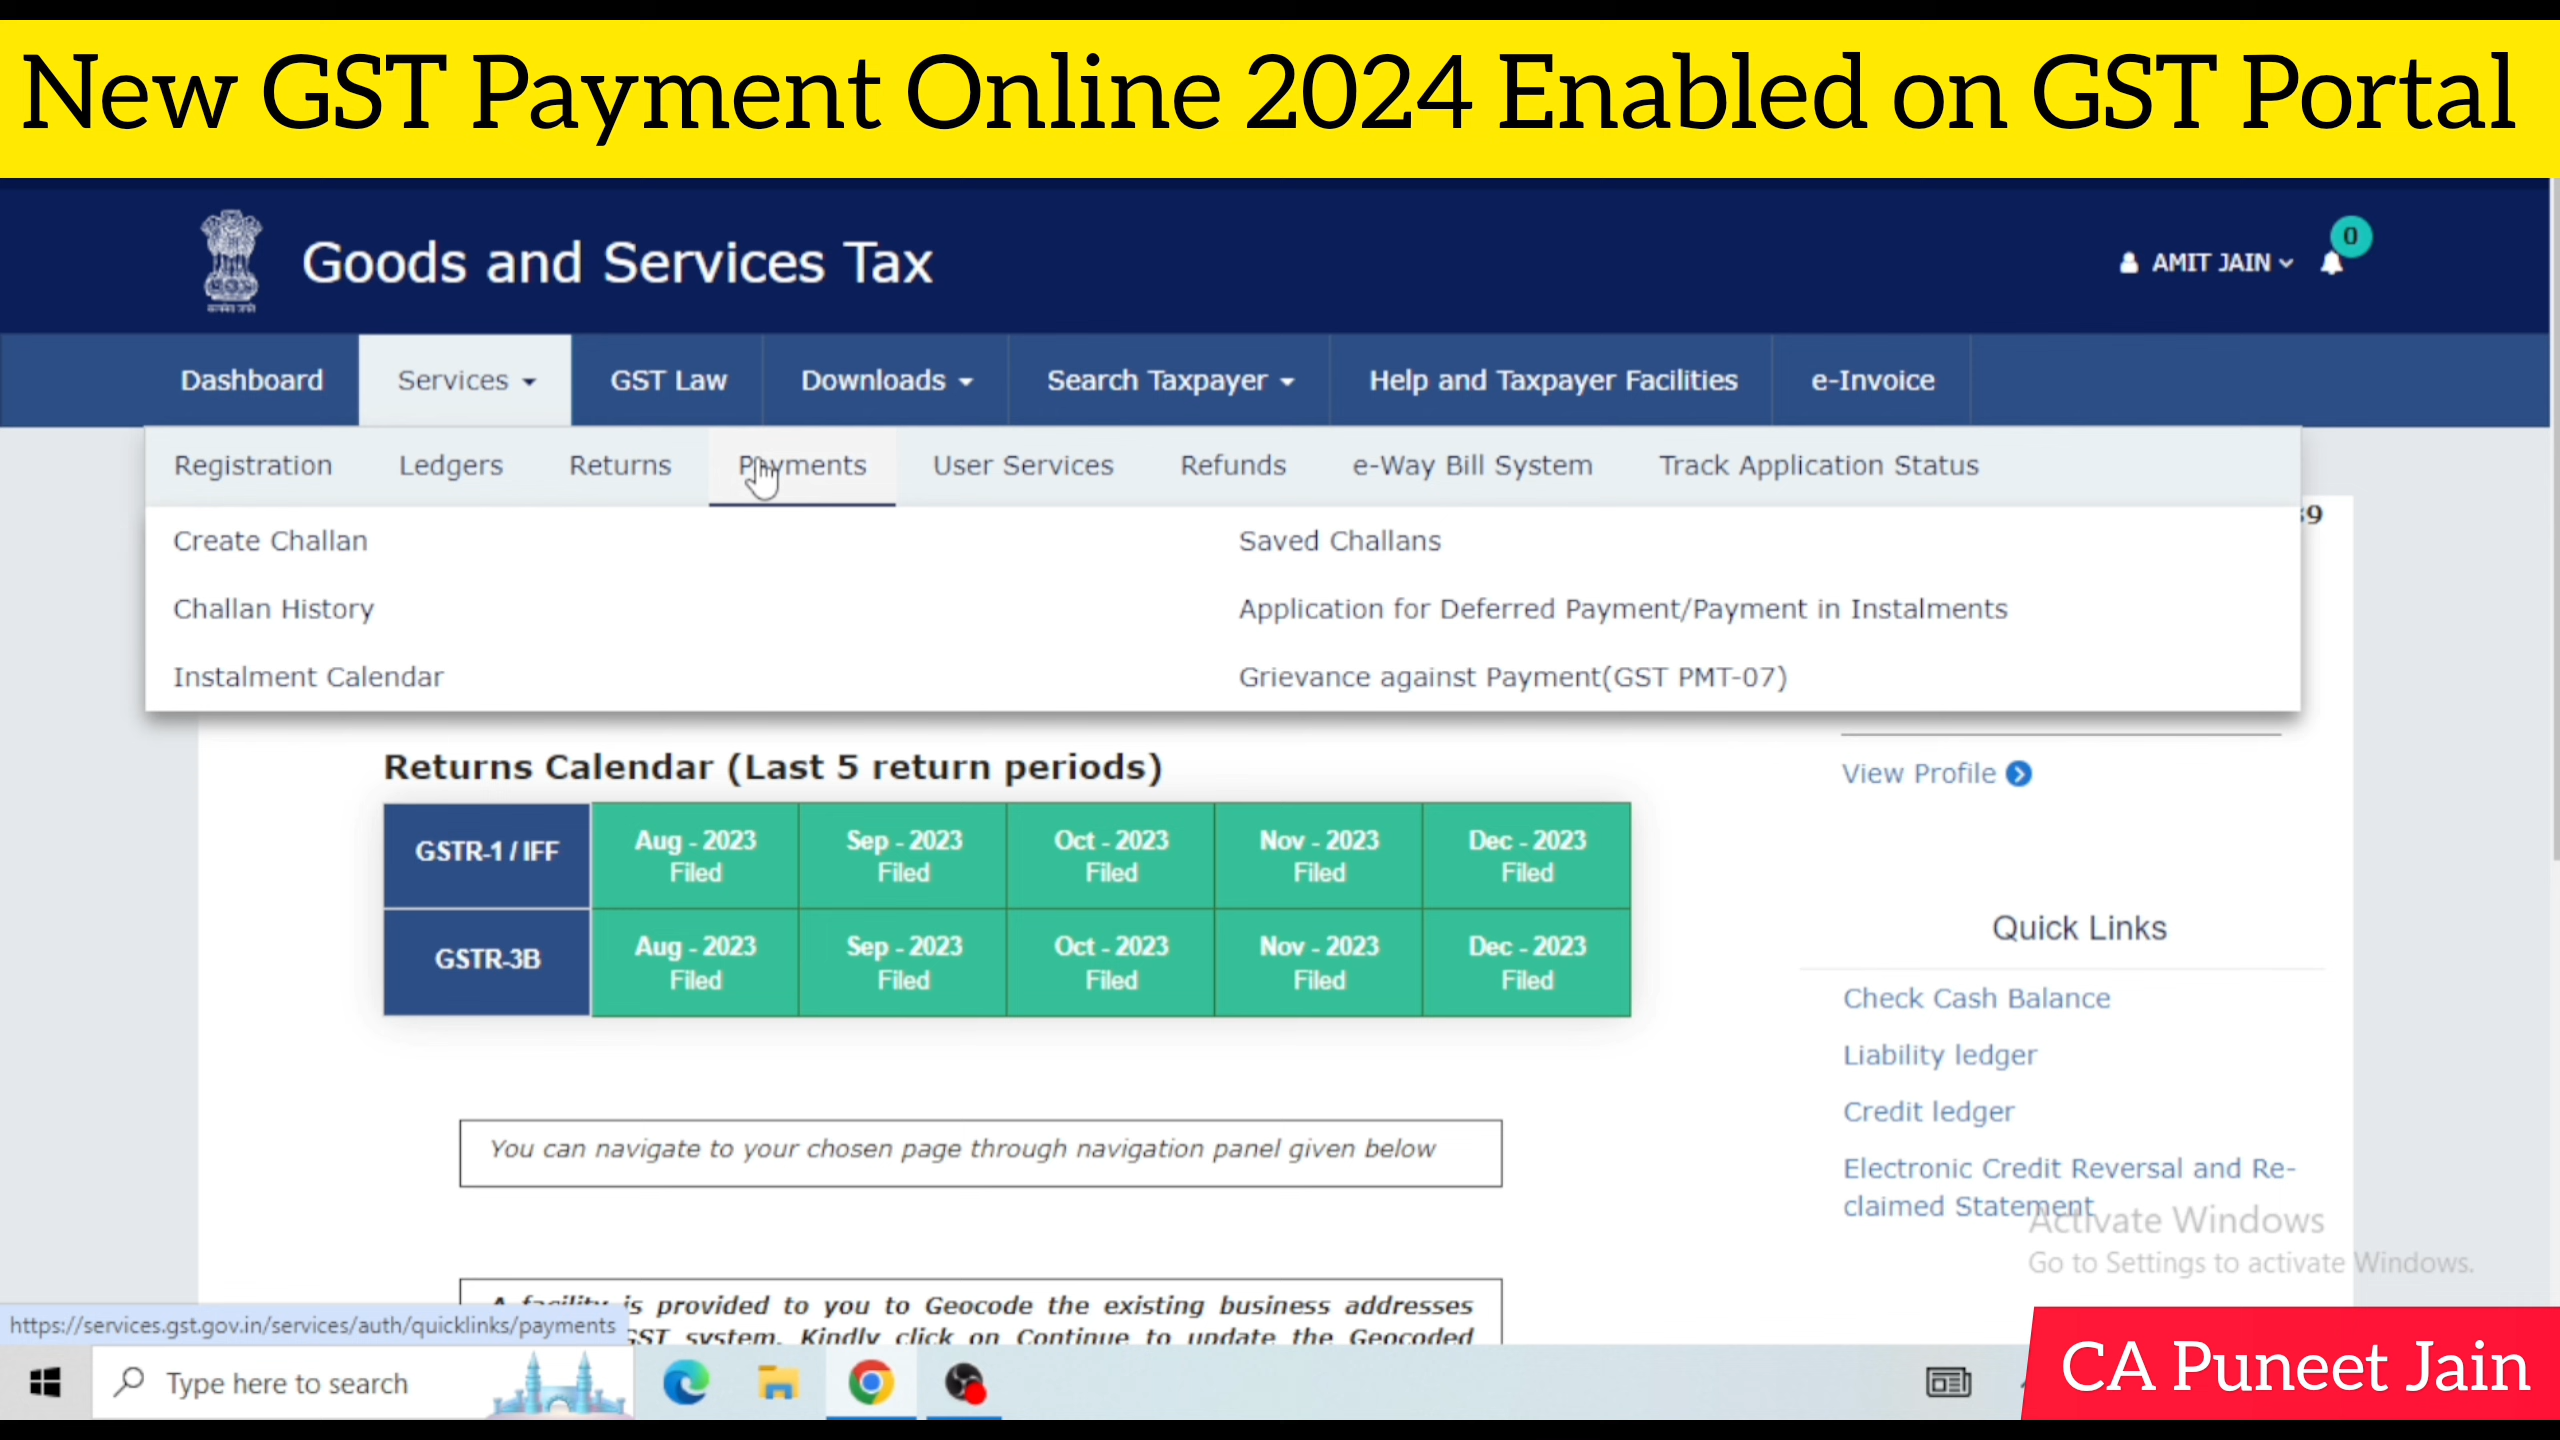 New GST Payment Online 2024 Enabled on GST Portal
Goods and Services Tax
AMIT JAIN
0
Dashboard
Services
GST Law
Downloads
Search Taxpayer
Help and Taxpayer Facilities
e-Invoice
Registration
Ledgers
Returns
Payments
User Services
Refunds
e-Way Bill System
Track Application Status
Create Challan
Saved Challans
Challan History
Application for Deferred Payment/Payment in Instalments
Instalment Calendar
Grievance against Payment(GST PMT-07)
Returns Calendar (Last 5 return periods)
GSTR-1 / IFF
Aug - 2023
Filed
Sep - 2023
Filed
Oct - 2023
Filed
Nov - 2023
Filed
Dec - 2023
Filed
GSTR-3B
Aug - 2023
Filed
Sep - 2023
Filed
Oct - 2023
Filed
Nov - 2023
Filed
Dec - 2023
Filed
You can navigate to your chosen page through navigation panel given below
A facility is provided to you to Geocode the existing business addresses
GST system. Kindly click on Continue to update the Geocoded
View Profile
Quick Links
Check Cash Balance
Liability ledger
Credit ledger
Electronic Credit Reversal and Re-
claimed Statement
Activate Windows
Go to Settings to activate Windows.
https://services.gst.gov.in/services/auth/quicklinks/payments
Type here to search
CA Puneet Jain